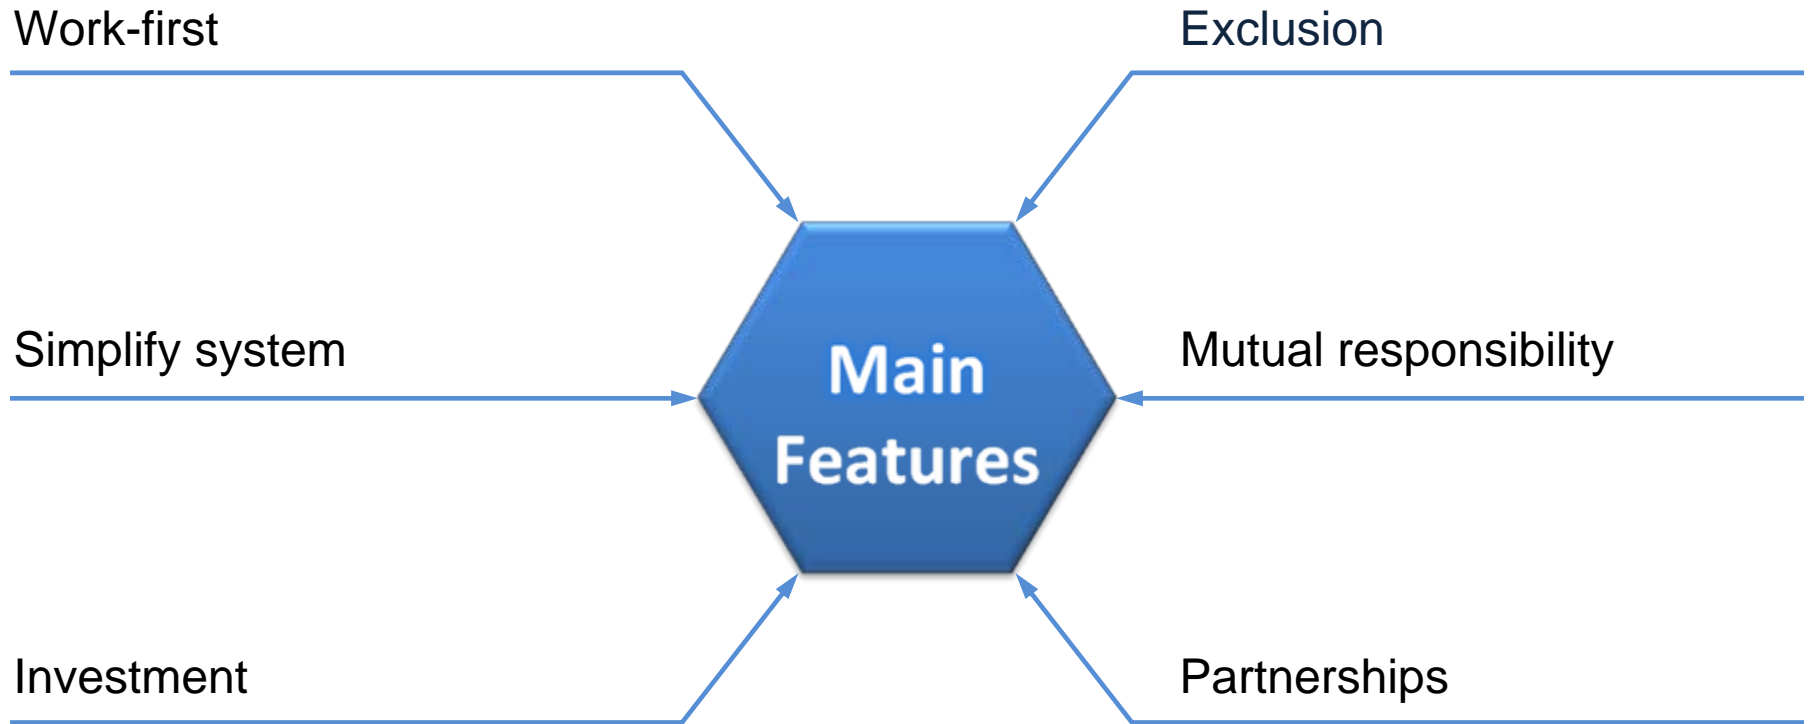 Work-first
Exclusion
Simplify system
Mutual responsibility
Main
Features
Investment
Partnerships